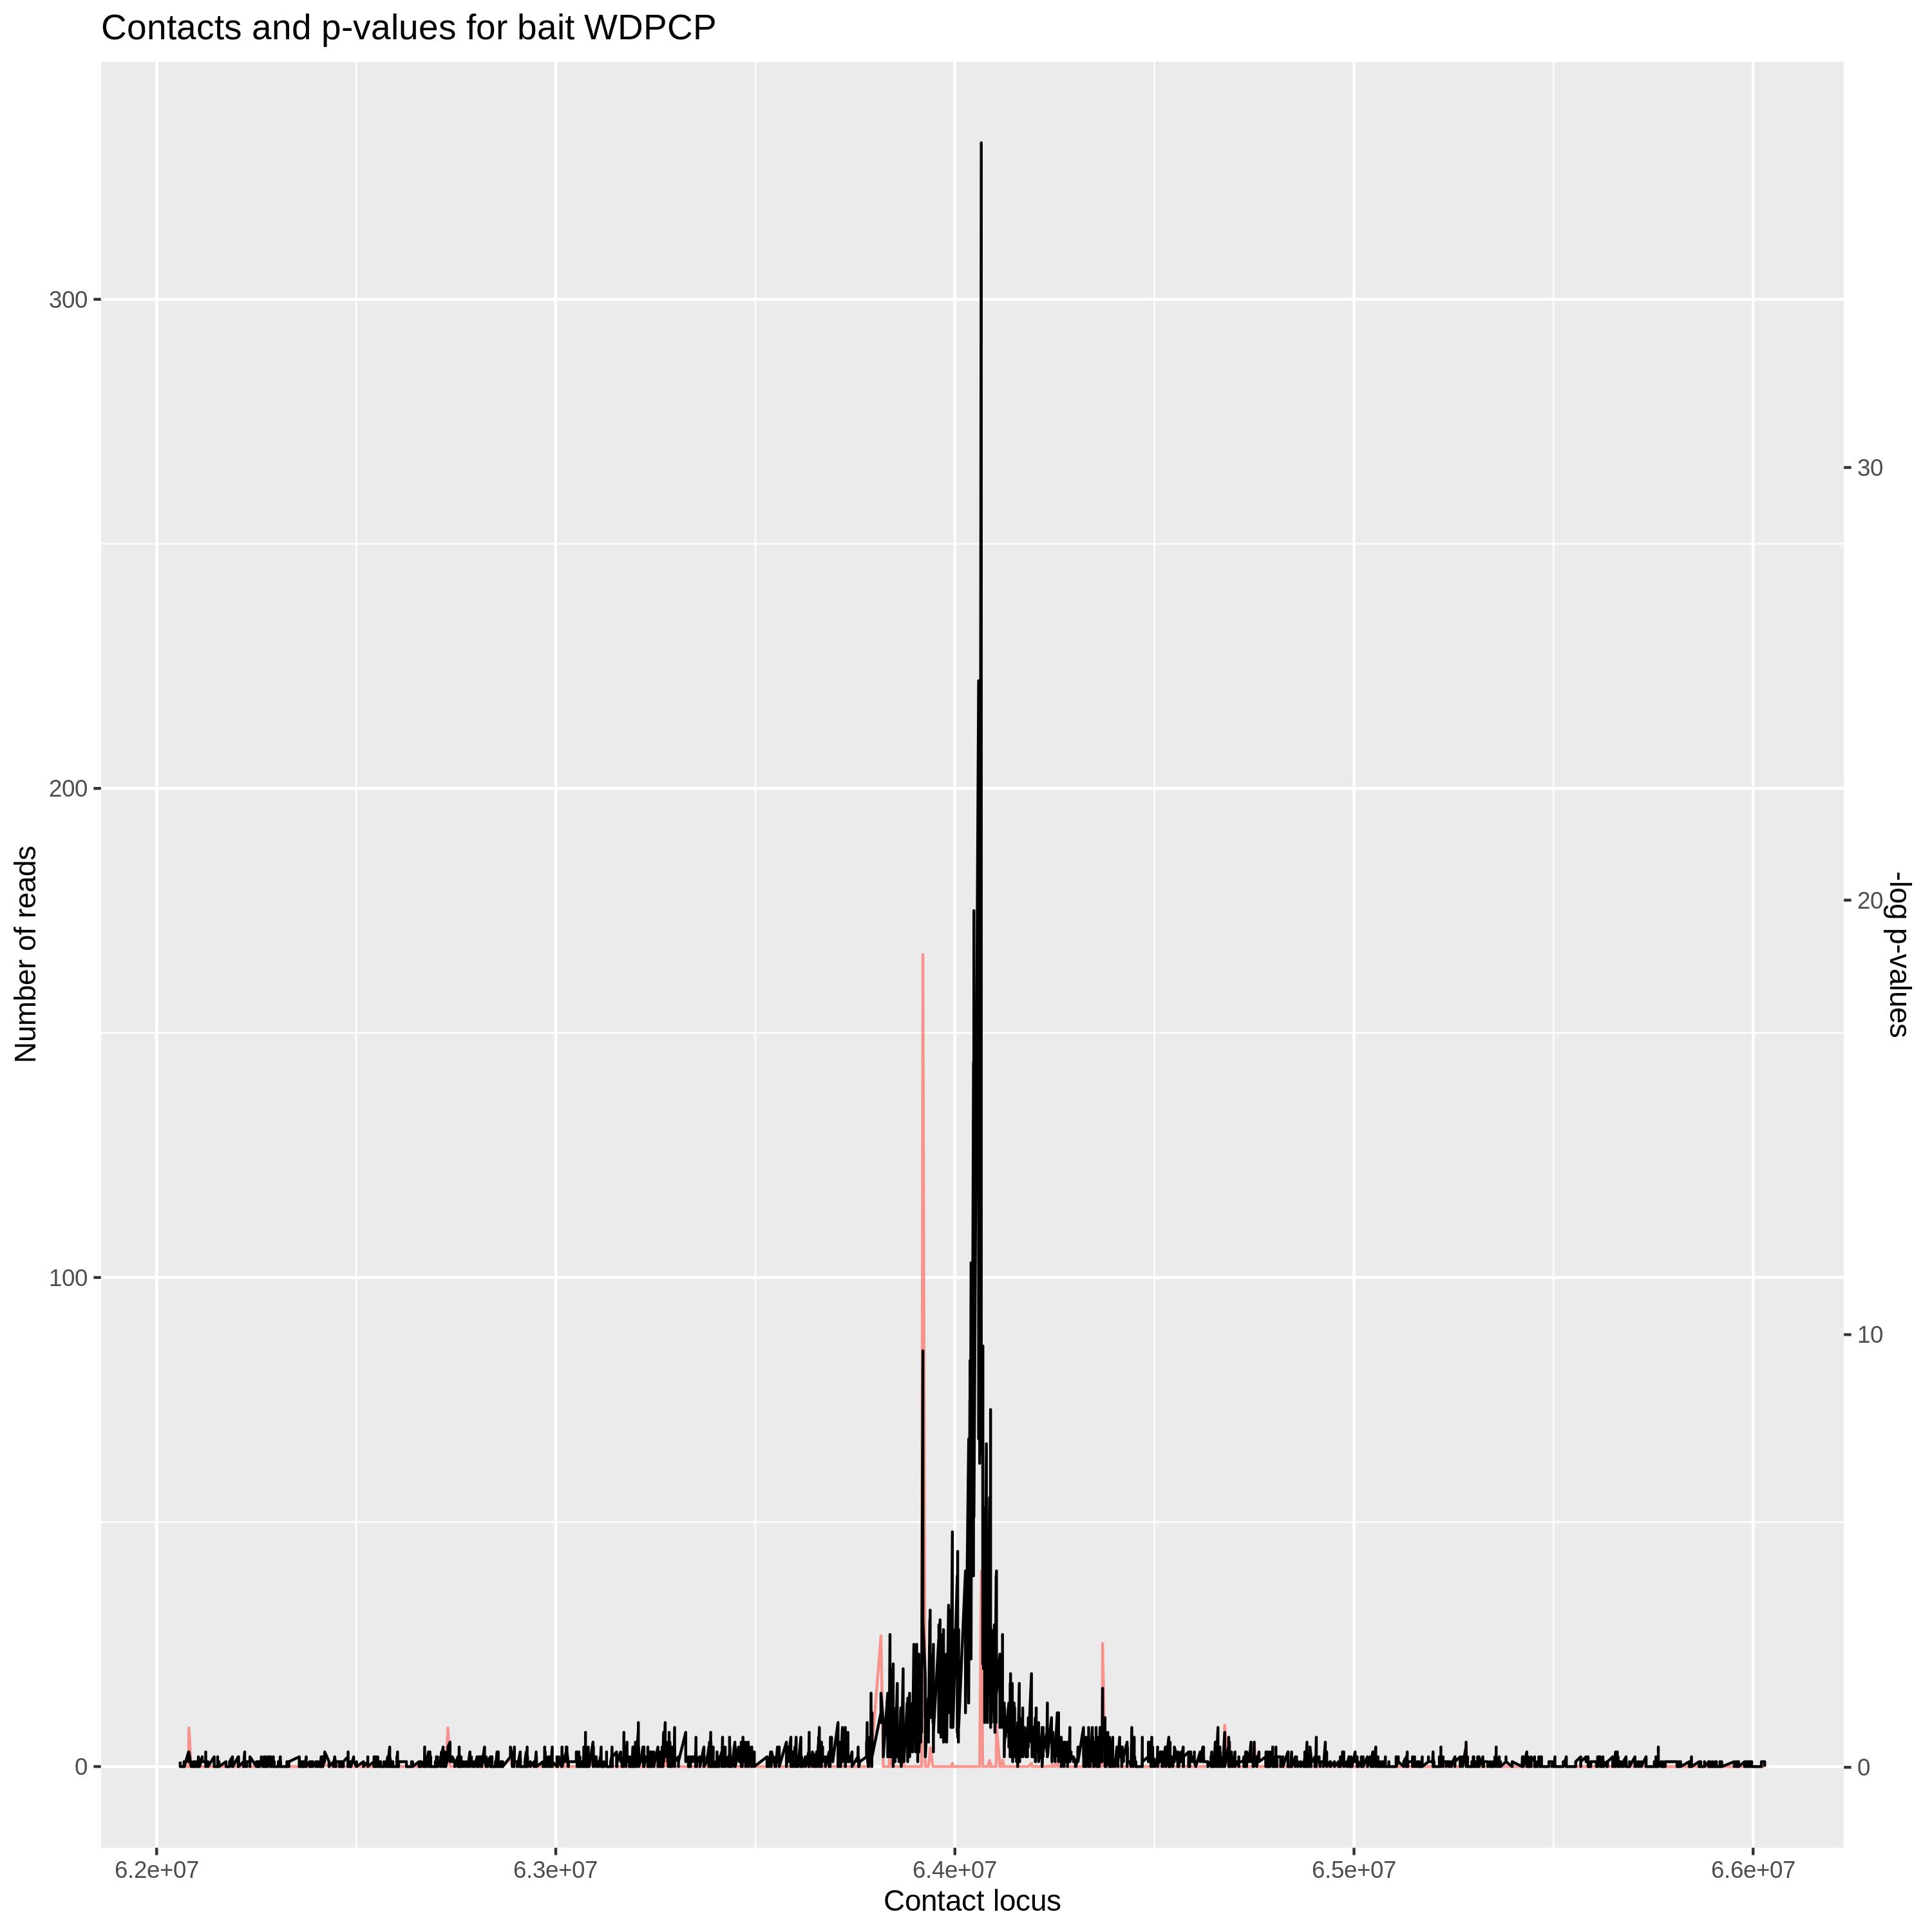 Contacts and p-values for bait WDPCP
300
200
100
0
Number of reads
30
20
10
0
-log p-values
6.2e+07
6.3e+07
6.4e+07
6.5e+07
6.6e+07
Contact locus